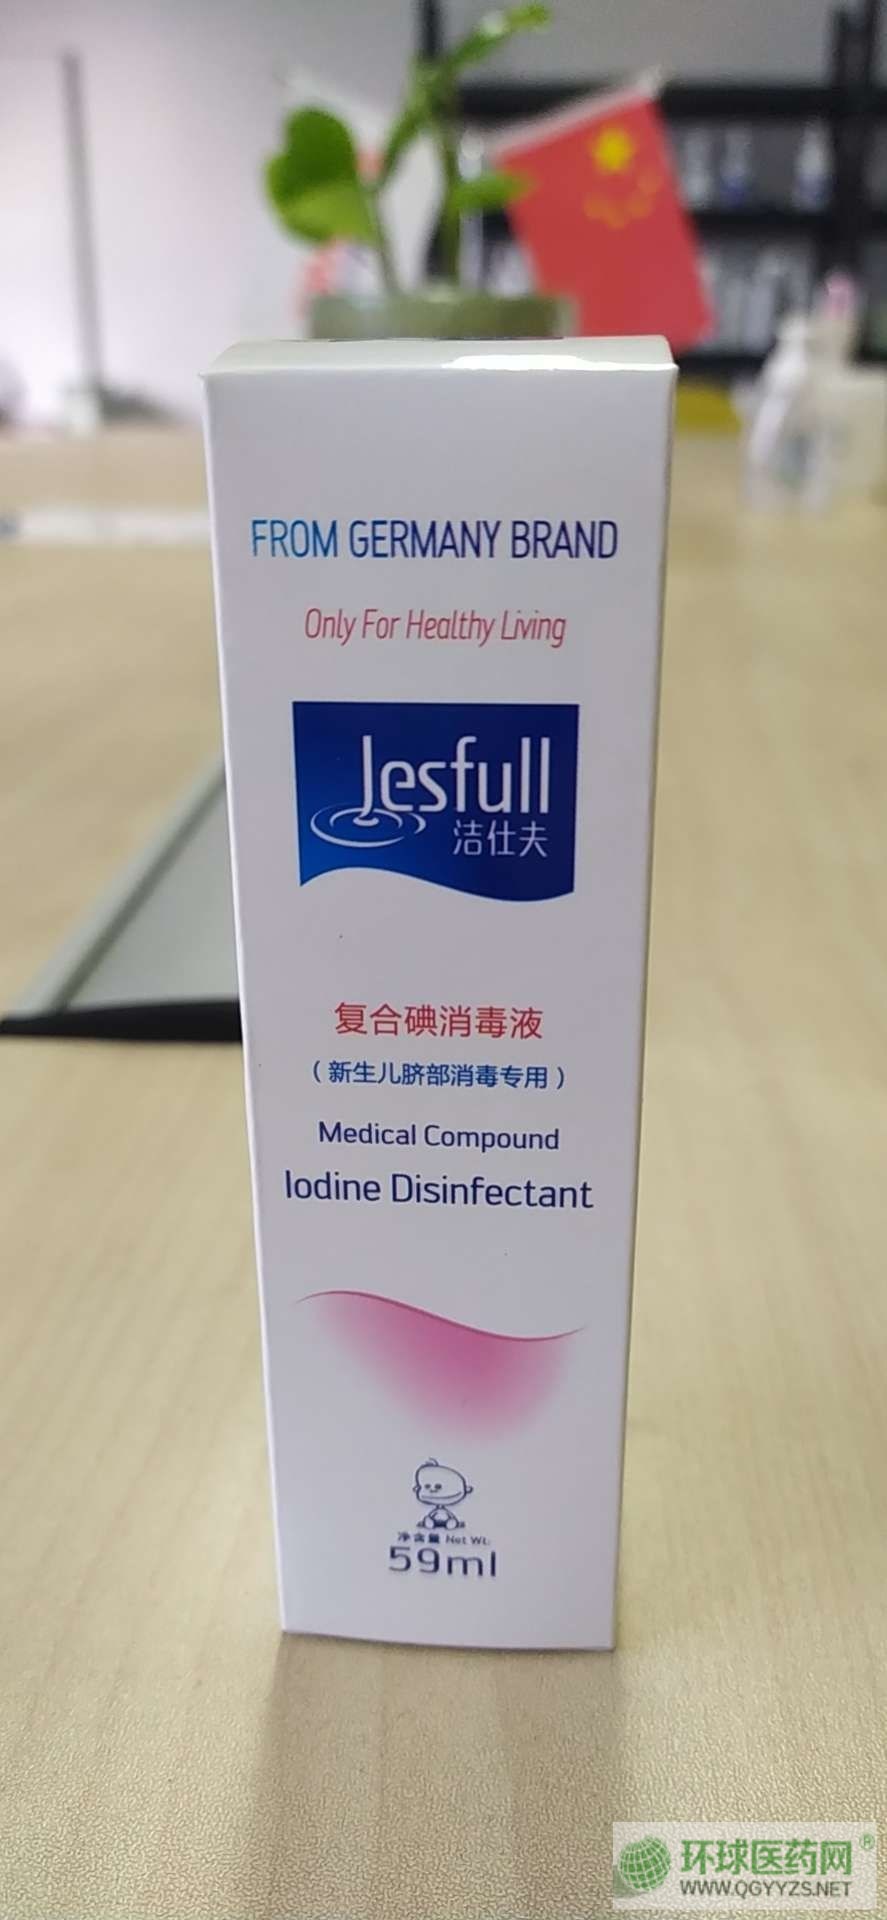 FROM GERMANY BRAND
Only For Healthy Living
Jesfull
洁仕夫
复合碘消毒液
（新生儿脐部消毒专用）
Medical Compound
Iodine Disinfectant
净含量 Net Wt.
59ml
环球医药网®
WWW.QGYYZS.NET